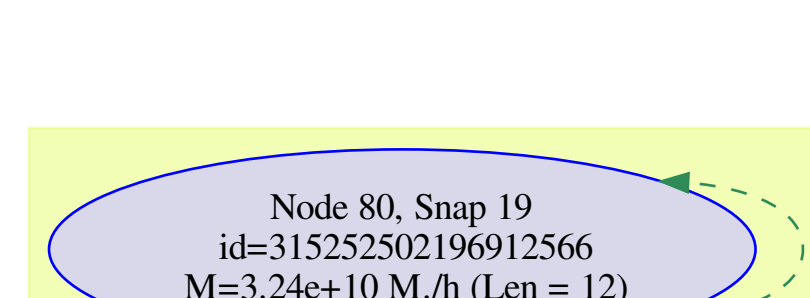 Node 80, Snap 19
id=315252502196912566
M=3.24e+10 M./h (Len = 12)